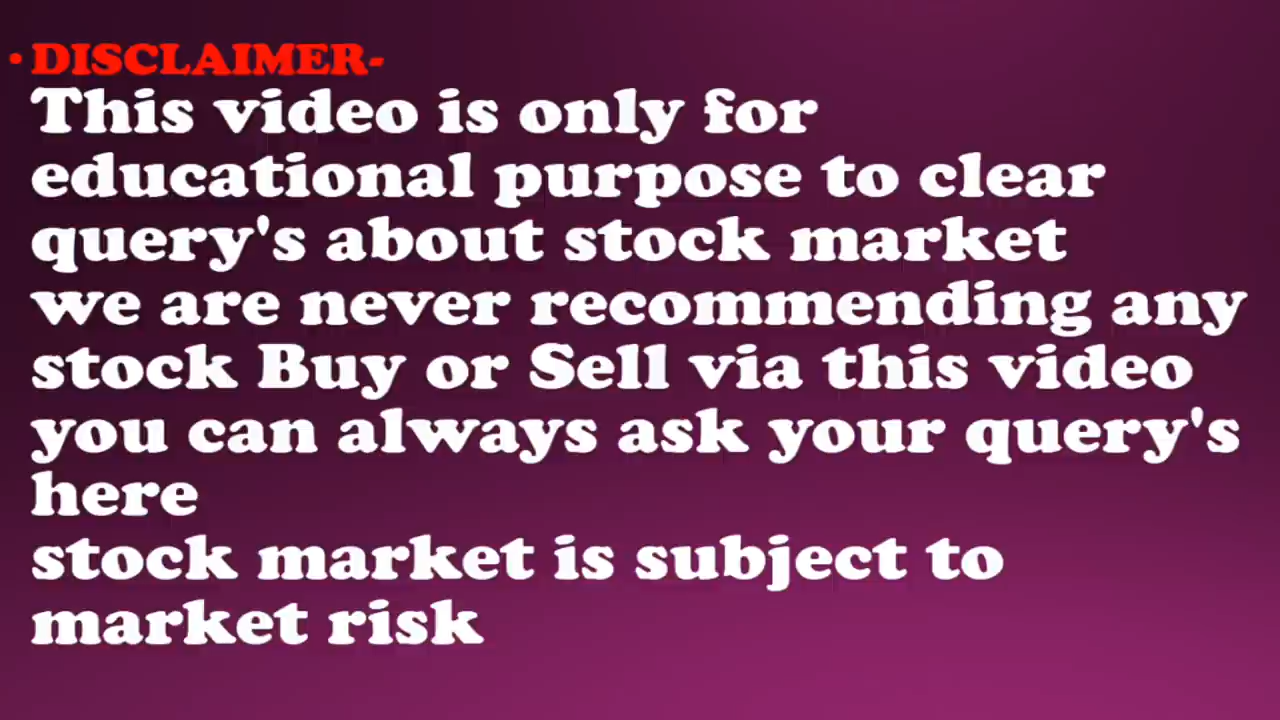 • DISCLAIMER-
This video is only for
educational purpose to clear
query's about stock market
we are never recommending any
stock Buy or Sell via this video
you can always ask your query's
here
stock market is subject to
market risk